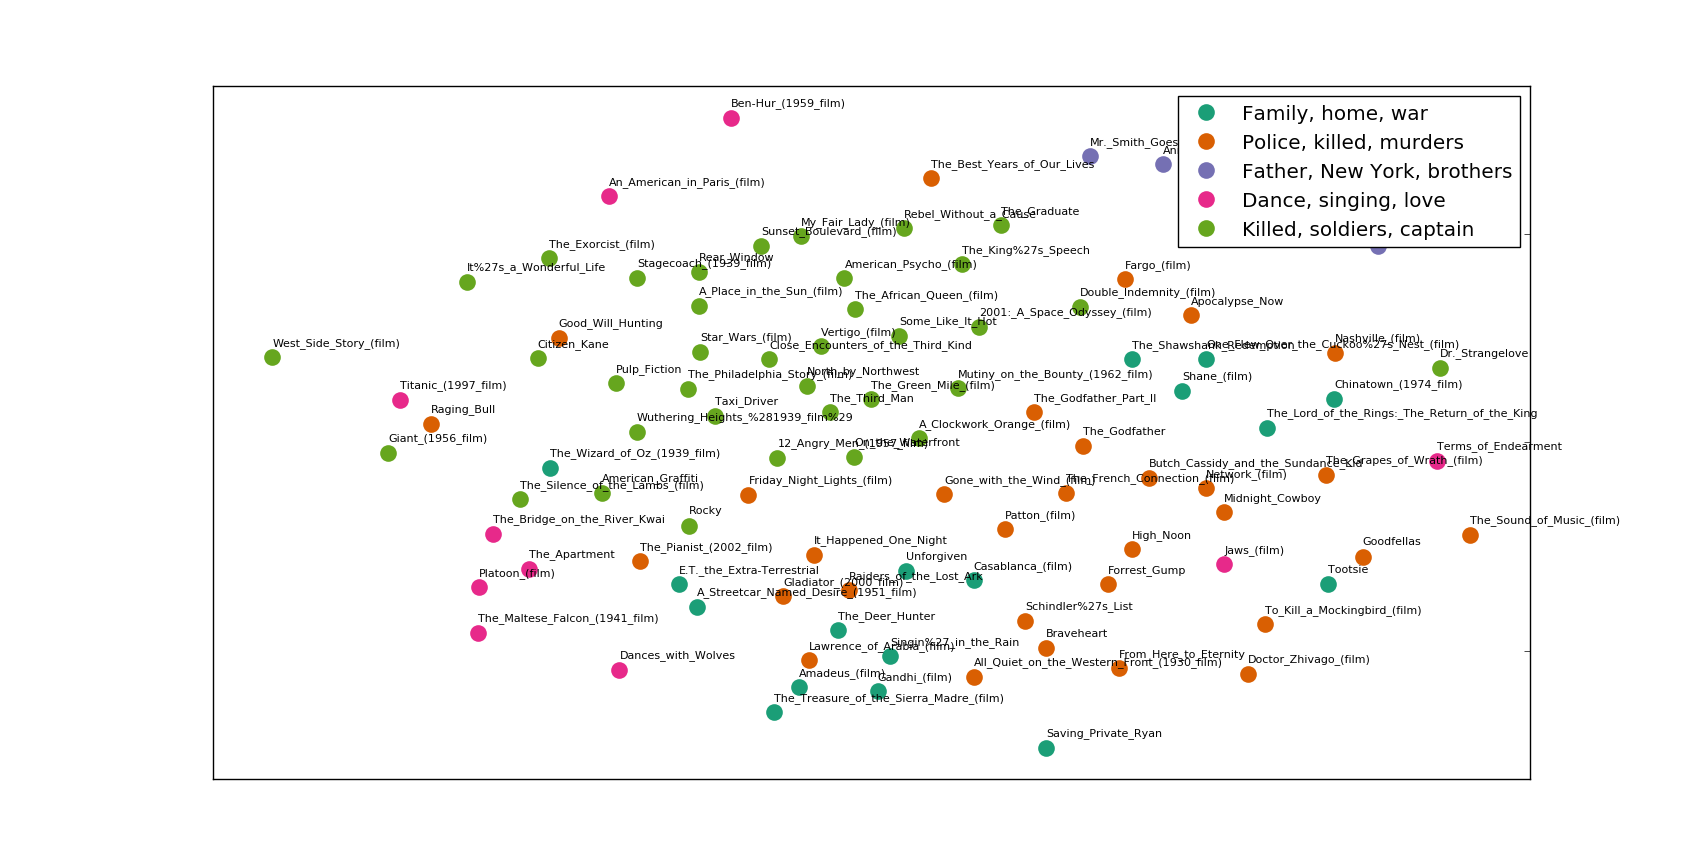 Ben-Hur_(1959_film)
Family, home, war
Police, killed, murders
Father, New York, brothers
Dance, singing, love
Killed, soldiers, captain
Mr._Smith_Goes
The_Best_Years_of_Our_Lives
An_American_in_Paris_(film)
My_Fair_Lady_(film)
Rebel_Without_a_Cause
The_Graduate
Sunset_Boulevard_(film)
The_Exorcist_(film)
The_King%27s_Speech
It%27s_a_Wonderful_Life
Stagecoach_(1939_film)
Rear_Window
American_Psycho_(film)
Fargo_(film)
A_Place_in_the_Sun_(film)
The_African_Queen_(film)
Double_Indemnity_(film)
Apocalypse_Now
2001:_A_Space_Odyssey_(film)
Good_Will_Hunting
Some_Like_It_Hot
Vertigo_(film)
Star_Wars_(film)
Nashville_(film)
West_Side_Story_(film)
Citizen_Kane
Close_Encounters_of_the_Third_Kind
The_Shawshank_Redemption
One_Flew_Over_the_Cuckoo%27s_Nest_(film)
Dr._Strangelove
Pulp_Fiction
The_Philadelphia_Story_(film)
North_by_Northwest
Mutiny_on_the_Bounty_(1962_film)
Shane_(film)
Titanic_(1997_film)
The_Green_Mile_(film)
Chinatown_(1974_film)
Raging_Bull
Taxi_Driver
The_Third_Man
The_Godfather_Part_II
Wuthering_Heights_%281939_film%29
The_Lord_of_the_Rings:_The_Return_of_the_King
A_Clockwork_Orange_(film)
The_Godfather
Giant_(1956_film)
12_Angry_Men_(1957_film)
On_the_Waterfront
Terms_of_Endearment
The_Wizard_of_Oz_(1939_film)
Butch_Cassidy_and_the_Sundance_Kid
The_Grapes_of_Wrath_(film)
American_Graffiti
The_Silence_of_the_Lambs_(film)
Friday_Night_Lights_(film)
Gone_with_the_Wind_(film)
The_French_Connection_(film)
Network_(film)
Midnight_Cowboy
The_Bridge_on_the_River_Kwai
Rocky
Patton_(film)
The_Sound_of_Music_(film)
The_Apartment
The_Pianist_(2002_film)
It_Happened_One_Night
High_Noon
Goodfellas
Platoon_(film)
E.T._the_Extra-Terrestrial
Unforgiven
Jaws_(film)
Casablanca_(film)
Forrest_Gump
Tootsie
Gladiator_(2000_film)
Raiders_of_the_Lost_Ark
A_Streetcar_Named_Desire_(1951_film)
The_Maltese_Falcon_(1941_film)
The_Deer_Hunter
Schindler%27s_List
To_Kill_a_Mockingbird_(film)
Braveheart
Dances_with_Wolves
Lawrence_of_Arabia_(film)
Singin%27_in_the_Rain
From_Here_to_Eternity
All_Quiet_on_the_Western_Front_(1930_film)
Doctor_Zhivago_(film)
Amadeus_(film)
Gandhi_(film)
The_Treasure_of_the_Sierra_Madre_(film)
Saving_Private_Ryan